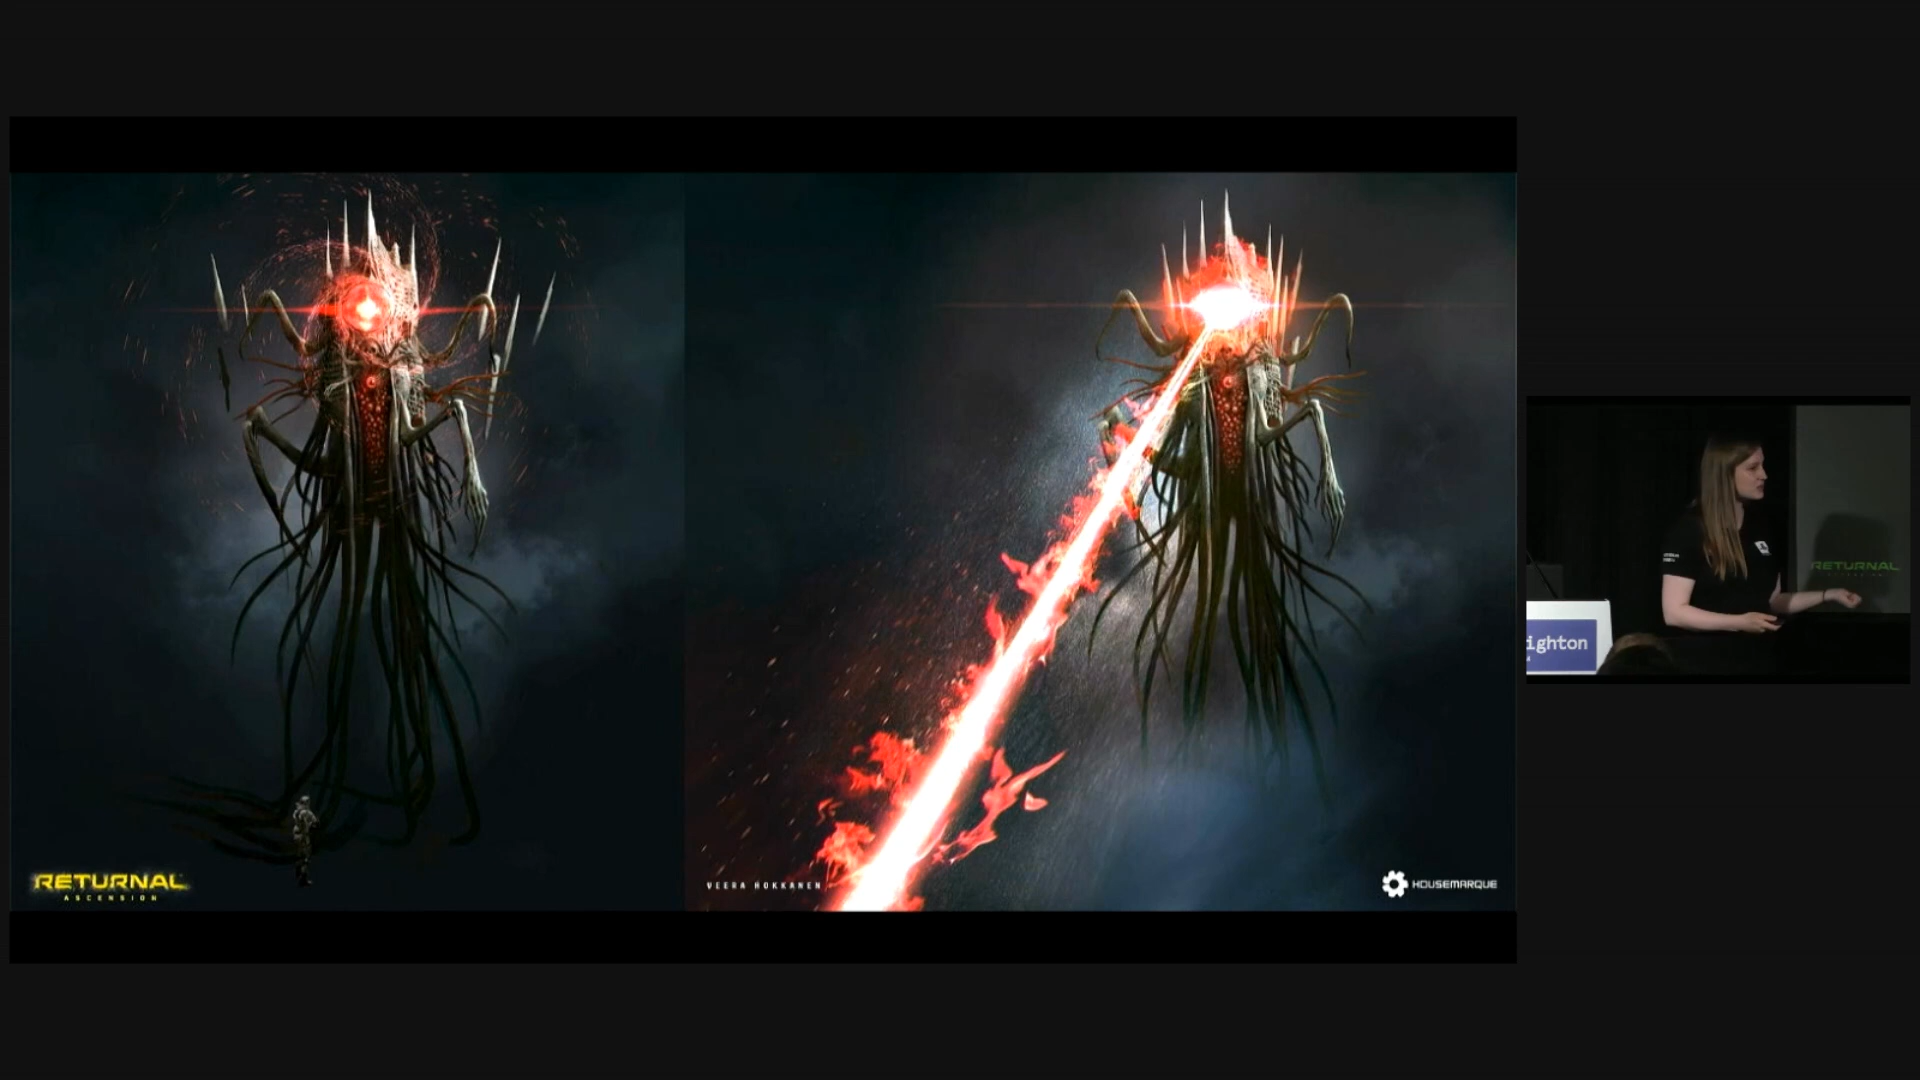 RETURNAL
ASCENSION
VEERA HOKKANEN
HOUSEMARQUE
RETURNAL
ighton